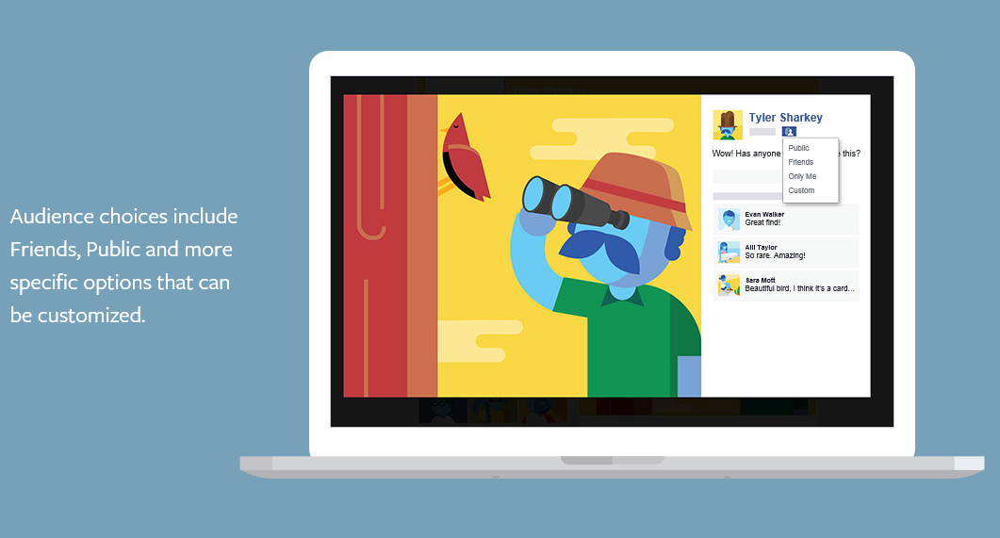 Audience choices include
Friends, Public and more
specific options that can
be customized.
Tyler Sharkey
Wow! Has anyone this?
Public
Friends
Only Me
Custom
Evan Walker
Great find!
Alli Taylor
So rare. Amazing!
Sara Mott
Beautiful bird, I think it's a card...